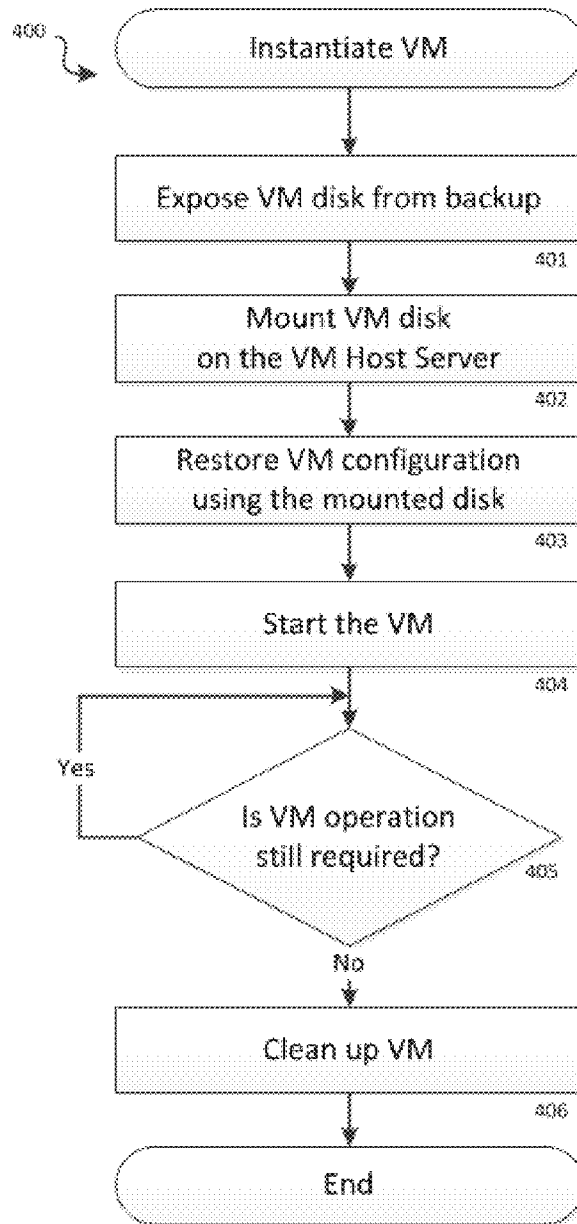 400
Instantiate VM
Expose VM disk from backup
401
Mount VM disk
on the VM Host Server
402
Restore VM configuration
using the mounted disk
403
Start the VM
404
Yes
Is VM operation
still required?
405
No
Clean up VM
406
End